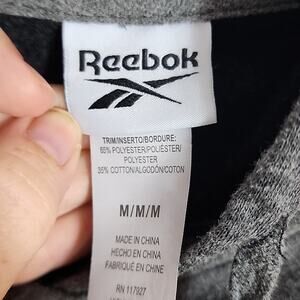 Reebok
TRIM/INSERTO/BORDURE:
65% POLYESTER/POLIÉSTER/
POLYESTER
35% COTTON/ALGODÓN/COTON
M/M/M
MADE IN CHINA
HECHO EN CHINA
FABRIQUÉ EN CHINE
RN 117927